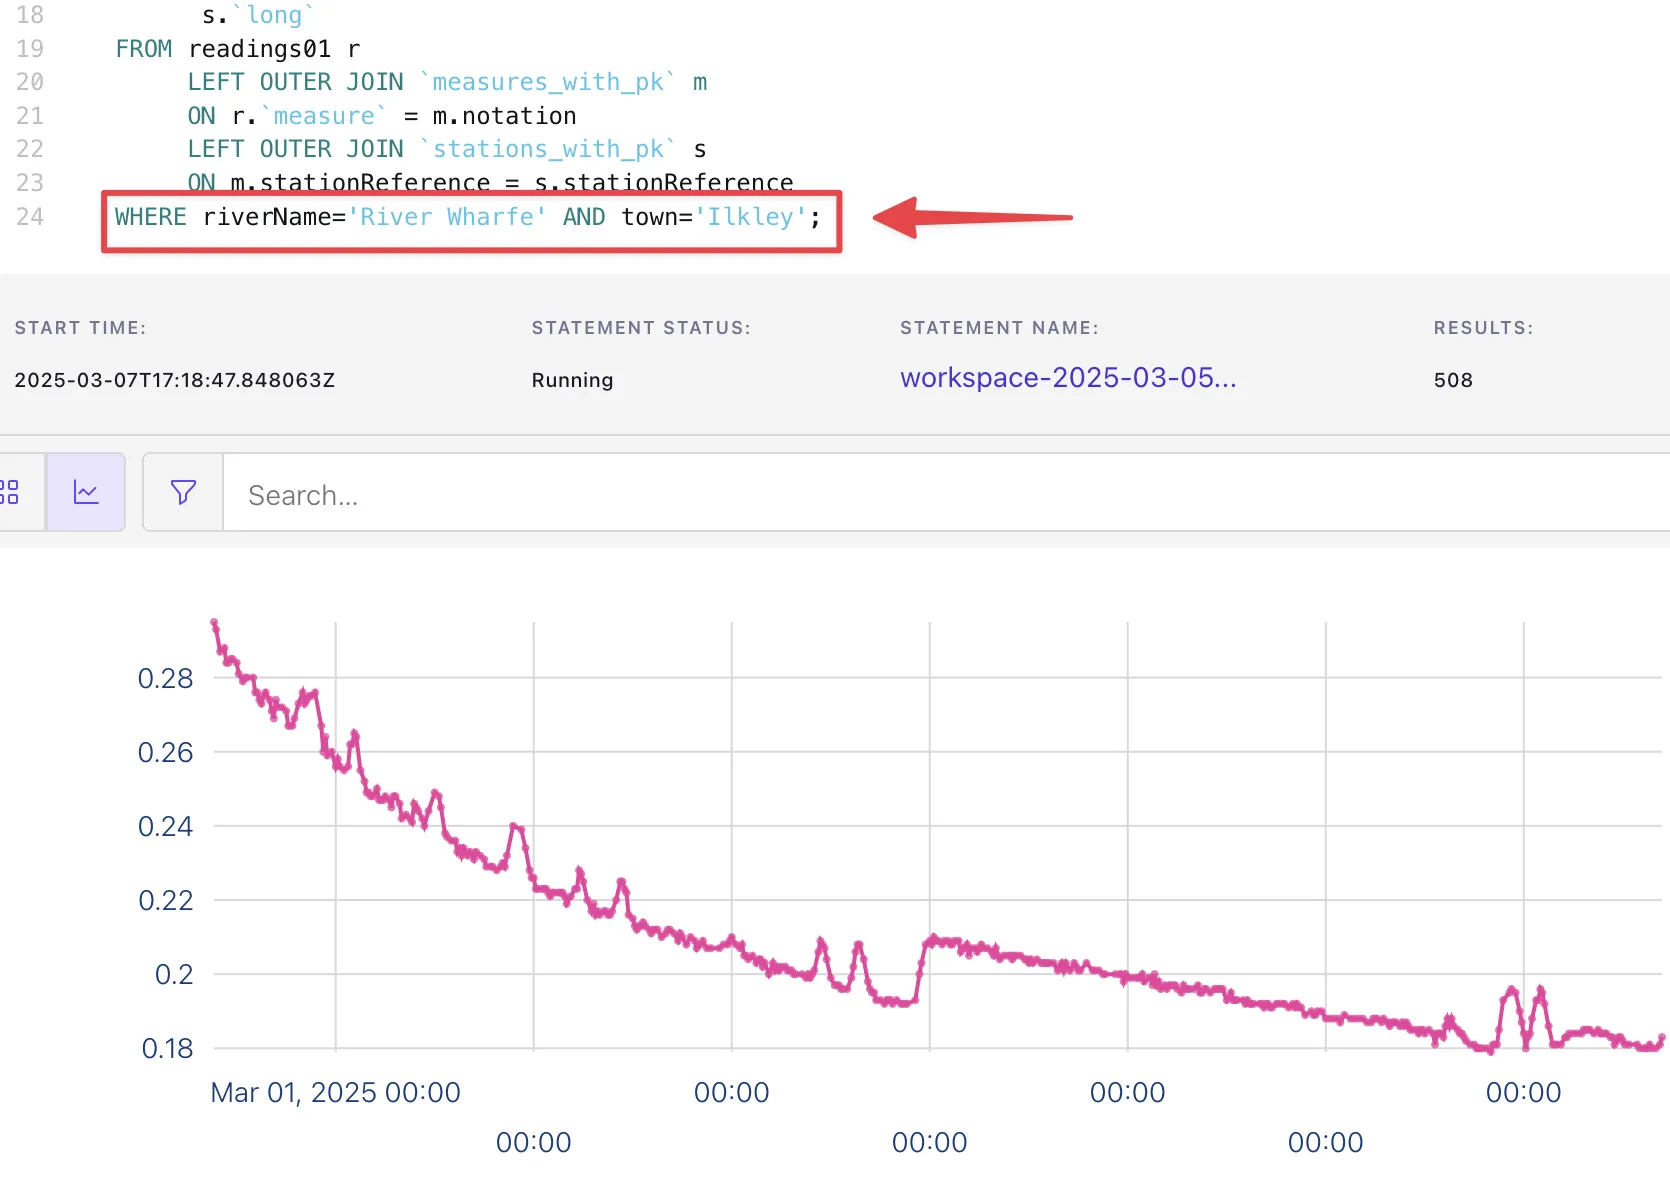 18 s.`long`
19 FROM readings01 r
20 LEFT OUTER JOIN `measures_with_pk` m
21 ON r.`measure` = m.notation
22 LEFT OUTER JOIN `stations_with_pk` s
23 ON m.stationReference = s.stationReference
24 WHERE riverName='River Wharfe' AND town='Ilkley';
START TIME: STATEMENT STATUS: STATEMENT NAME: RESULTS:
2025-03-07T17:18:47.848063Z Running workspace-2025-03-05... 508
Search...
0.28
0.26
0.24
0.22
0.2
0.18
Mar 01, 2025 00:00 00:00 00:00 00:00
00:00 00:00 00:00